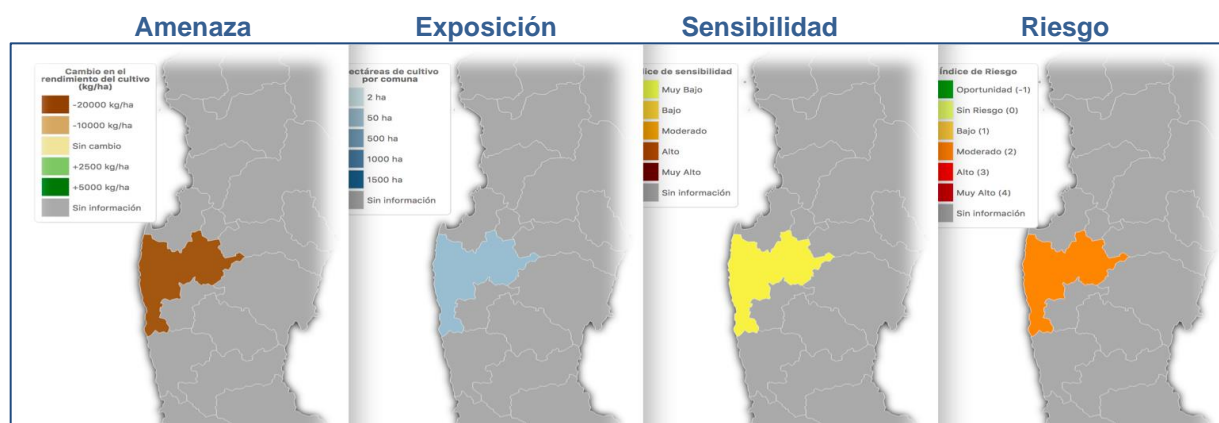 Amenaza
Exposición
Sensibilidad
Riesgo
Cambio en el
rendimiento del cultivo
(kg/ha)
-20000 kg/ha
-10000 kg/ha
Sin cambio
+2500 kg/ha
+5000 kg/ha
Sin información
ectáreas de cultivo
por comuna
2 ha
50 ha
500 ha
1000 ha
1500 ha
Sin información
dice de sensibilidad
Muy Bajo
Bajo
Moderado
Alto
Muy Alto
Sin información
Índice de Riesgo
Oportunidad (-1)
Sin Riesgo (0)
Bajo (1)
Moderado (2)
Alto (3)
Muy Alto (4)
Sin información